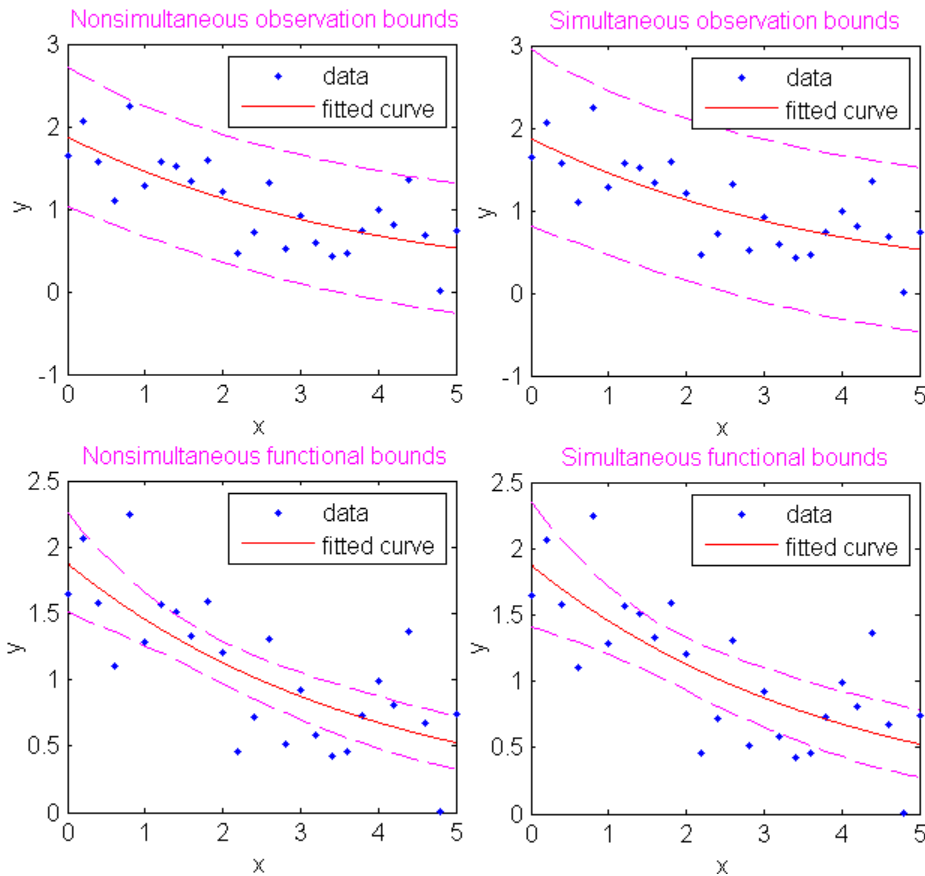 Nonsimultaneous observation bounds
3
2
1
0
-1
y
data
fitted curve
0 1 2 3 4 5
x
Simultaneous observation bounds
3
2
1
0
-1
y
data
fitted curve
0 1 2 3 4 5
x
Nonsimultaneous functional bounds
2.5
2
1.5
1
0.5
0
y
data
fitted curve
0 1 2 3 4 5
x
Simultaneous functional bounds
2.5
2
1.5
1
0.5
0
y
data
fitted curve
0 1 2 3 4 5
x